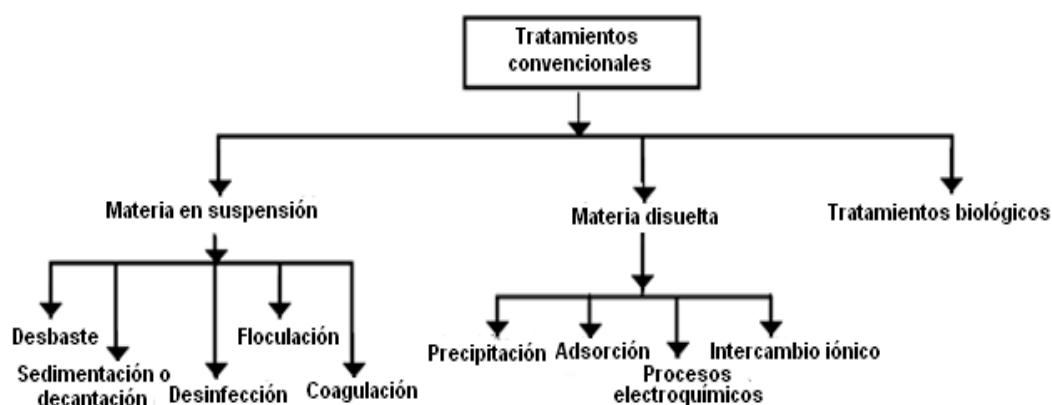 Tratamientos
convencionales
Materia en suspensión
Materia disuelta
Tratamientos biológicos
Desbaste
Sedimentación o
decantación
Desinfección
Floculación
Coagulación
Precipitación
Adsorción
Procesos
electroquímicos
Intercambio iónico